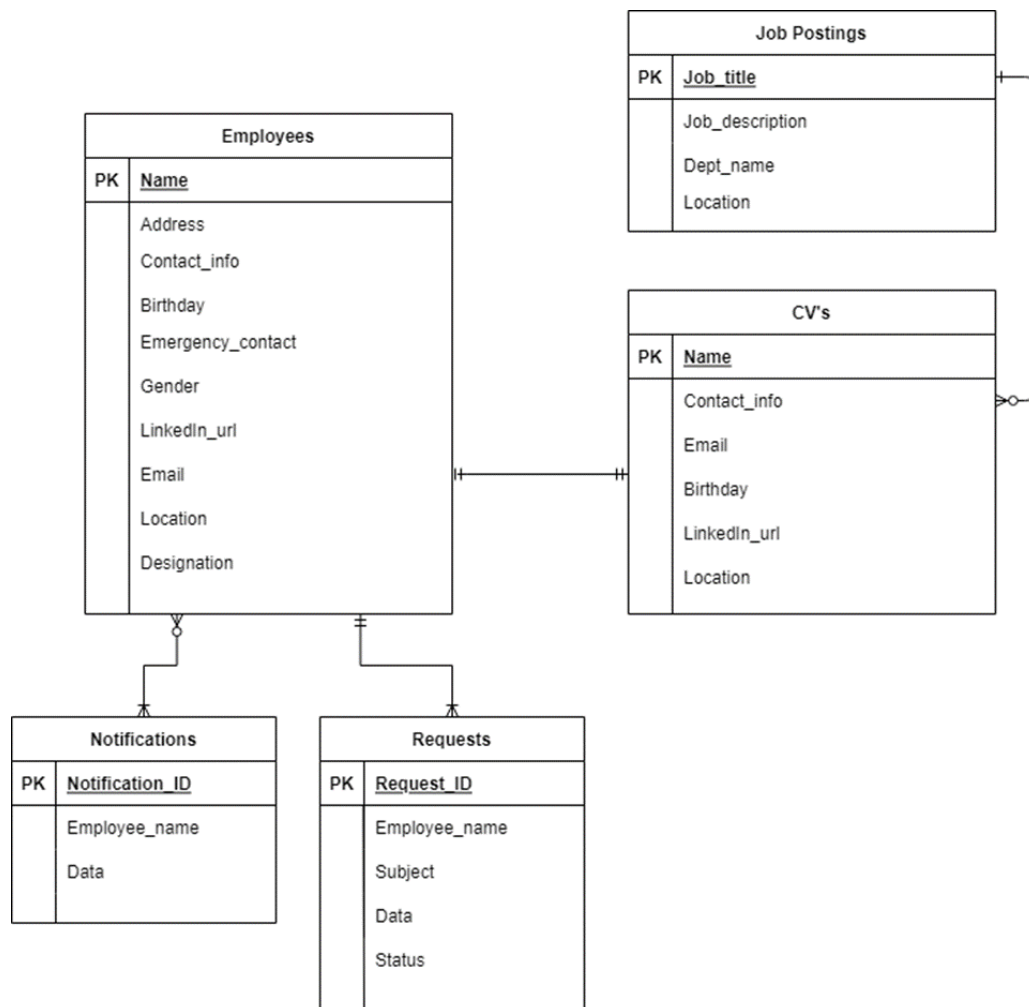 Job Postings
PK Job_title
Job_description
Dept_name
Location
Employees
PK Name
Address
Contact_info
Birthday
Emergency_contact
Gender
LinkedIn_url
Email
Location
Designation
CV's
PK Name
Contact_info
Email
Birthday
LinkedIn_url
Location
Notifications
PK Notification_ID
Employee_name
Data
Requests
PK Request_ID
Employee_name
Subject
Data
Status